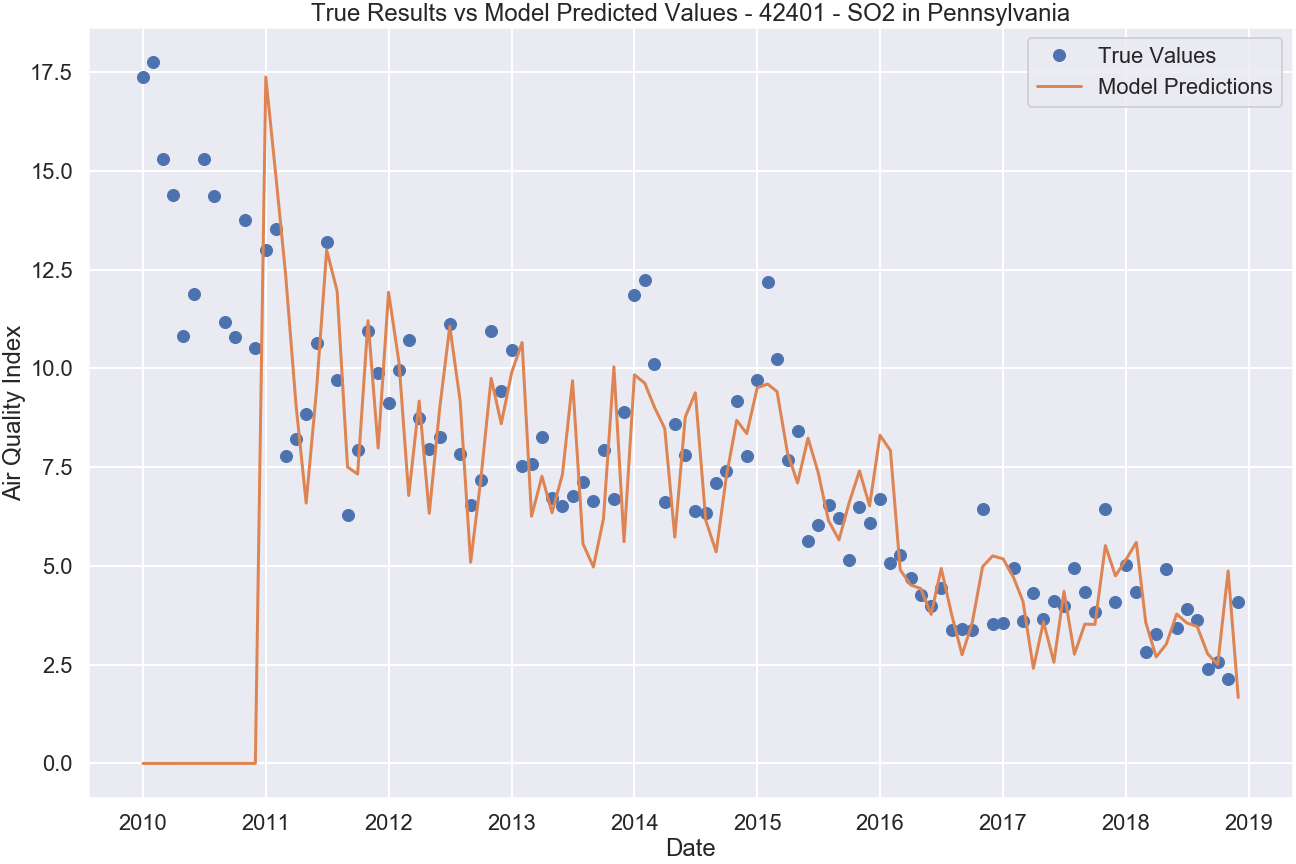 True Results vs Model Predicted Values - 42401 - SO2 in Pennsylvania
True Values
Model Predictions
Air Quality Index
17.5
15.0
12.5
10.0
7.5
5.0
2.5
0.0
2010 2011 2012 2013 2014 2015 2016 2017 2018 2019
Date